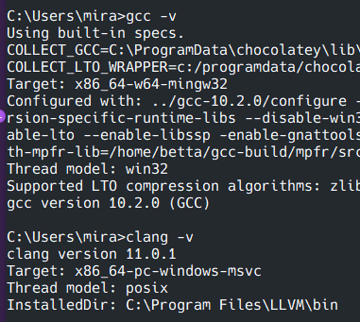 C:\Users\mira>gcc -v
Using built-in specs.
COLLECT_GCC=C:\ProgramData\chocolatey\lib\
COLLECT_LTO_WRAPPER=c:/programdata/chocola
Target: x86_64-w64-mingw32
Configured with: ../gcc-10.2.0/configure -
rsion-specific-runtime-libs --disable-win3
able-lto --enable-libssp -enable-gnattools
th-mpfr-lib=/home/betta/gcc-build/mpfr/src
Thread model: win32
Supported LTO compression algorithms: zlib
gcc version 10.2.0 (GCC)
C:\Users\mira>clang -v
clang version 11.0.1
Target: x86_64-pc-windows-msvc
Thread model: posix
InstalledDir: C:\Program Files\LLVM\bin